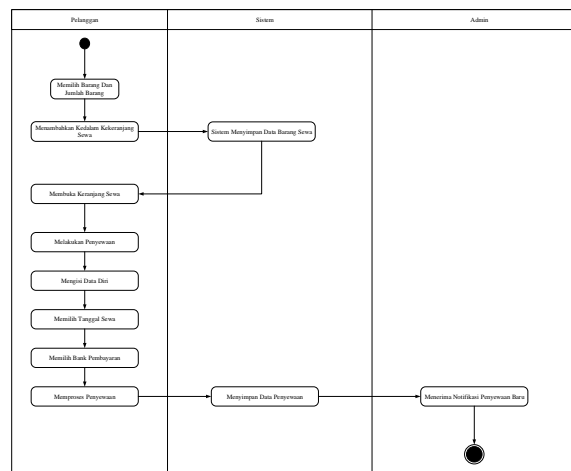 Pelanggan
Sistem
Admin
Memilih Barang Dan
Jumlah Barang
Menambahkan Kedalam Kekeranjang
Sewa
Sistem Menyimpan Data Barang Sewa
Membuka Keranjang Sewa
Melakukan Penyewaan
Mengisi Data Diri
Memilih Tanggal Sewa
Memilih Bank Pembayaran
Memproses Penyewaan
Menyimpan Data Penyewaan
Menerima Notifikasi Penyewaan Baru